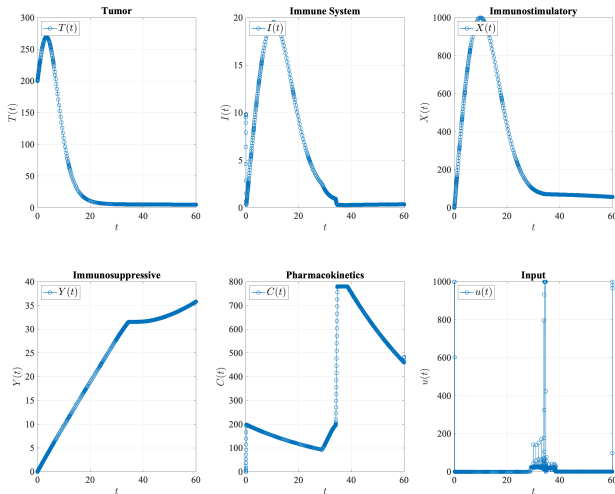 Tumor
T(t)
300
250
200
150
100
50
0
T(t)
0 20 40 60
t
Immune System
I(t)
20
15
10
5
0
I(t)
0 20 40 60
t
Immunostimulatory
X(t)
1000
800
600
400
200
0
X(t)
0 20 40 60
t
Immunosuppressive
Y(t)
40
35
30
25
20
15
10
5
0
Y(t)
0 20 40 60
t
Pharmacokinetics
C(t)
800
700
600
500
400
300
200
100
0
C(t)
0 20 40 60
t
Input
u(t)
1000
800
600
400
200
0
u(t)
0 20 40 60
t